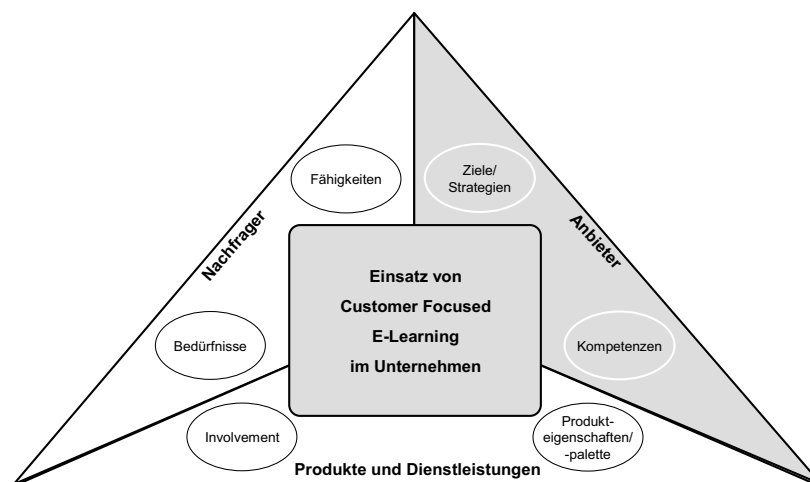 Fähigkeiten
Ziele/
Strategien
Nachfrager
Anbieter
Einsatz von
Customer Focused
E-Learning
im Unternehmen
Bedürfnisse
Kompetenzen
Involvement
Produkt-
eigenschaften/
-palette
Produkte und Dienstleistungen